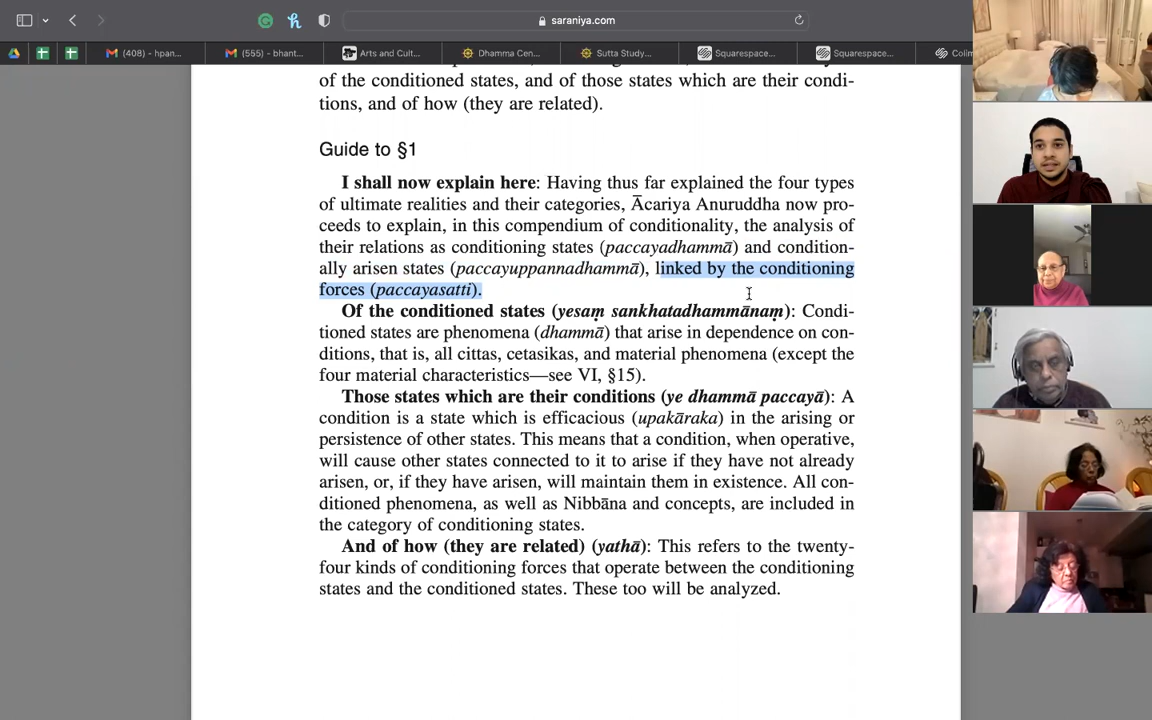 saraniya.com
(408) - hpan...
(555) - bhant...
Arts and Cult...
Dhamma Cen...
Sutta Study...
Squarespace...
Squarespace...
of the conditioned states, and of those states which are their condi-
tions, and of how (they are related).
Guide to §1
I shall now explain here: Having thus far explained the four types
of ultimate realities and their categories, Ācariya Anuruddha now pro-
ceeds to explain, in this compendium of conditionality, the analysis of
their relations as conditioning states (paccayadhammā) and condition-
ally arisen states (paccayuppannadhammā), linked by the conditioning
forces (paccayasatti).
Of the conditioned states (yesaṃ sankhatadhammānaṃ): Condi-
tioned states are phenomena (dhammā) that arise in dependence on con-
ditions, that is, all cittas, cetasikas, and material phenomena (except the
four material characteristics—see VI, §15).
Those states which are their conditions (ye dhammā paccayā): A
condition is a state which is efficacious (upakāraka) in the arising or
persistence of other states. This means that a condition, when operative,
will cause other states connected to it to arise if they have not already
arisen, or, if they have arisen, will maintain them in existence. All con-
ditioned phenomena, as well as Nibbāna and concepts, are included in
the category of conditioning states.
And of how (they are related) (yathā): This refers to the twenty-
four kinds of conditioning forces that operate between the conditioning
states and the conditioned states. These too will be analyzed.